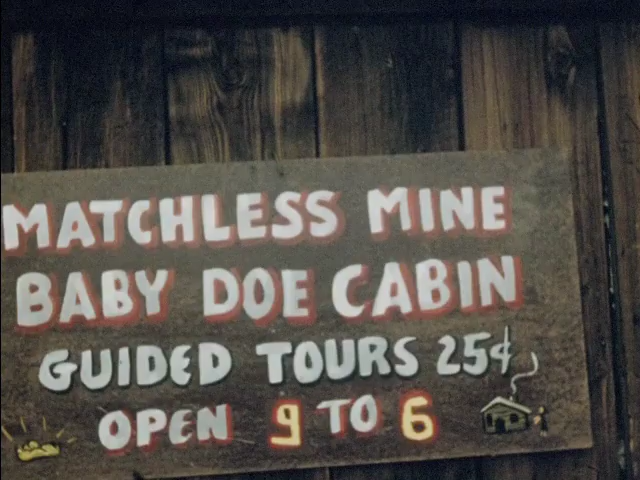 MATCHLESS MINE
BABY DOE CABIN
GUIDED TOURS 25¢
OPEN 9 TO 6